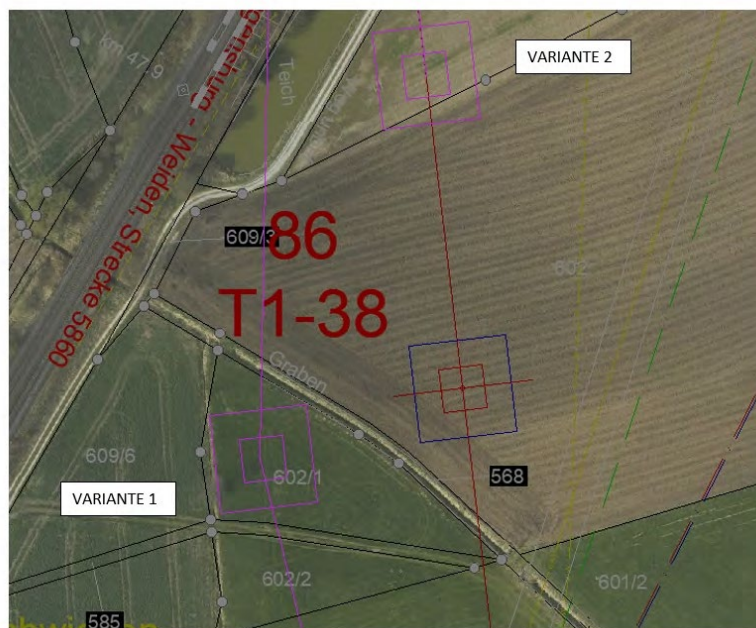 VARIANTE 2
km 47,9
Teich
gensburg - Weiden, Strecke 5860
609/3
86
T1-38
602
Graben
609/6
602/1
568
VARIANTE 1
602/2
601/2
585